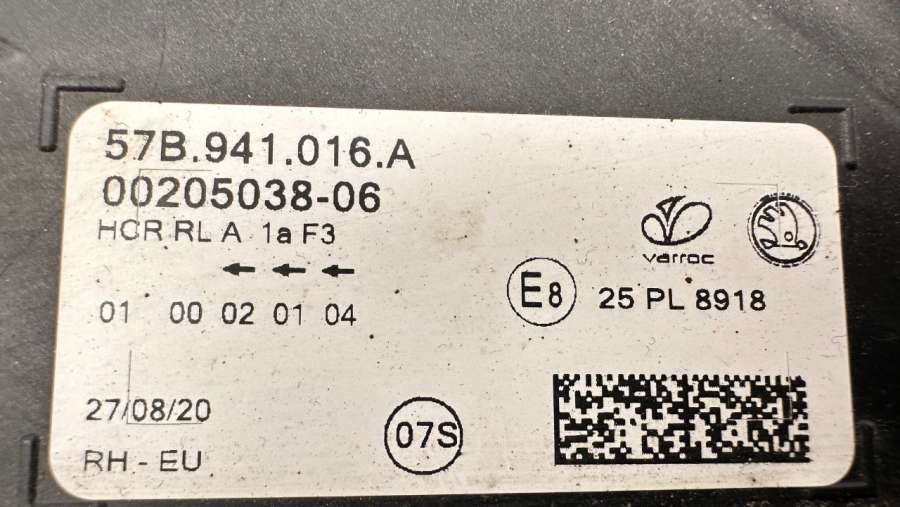 57B.941.016.A
00205038-06
HCR RL A 1a F3
← ← ←
01 00 02 01 04
varroc
E8 25 PL 8918
27/08/20
07S
RH - EU